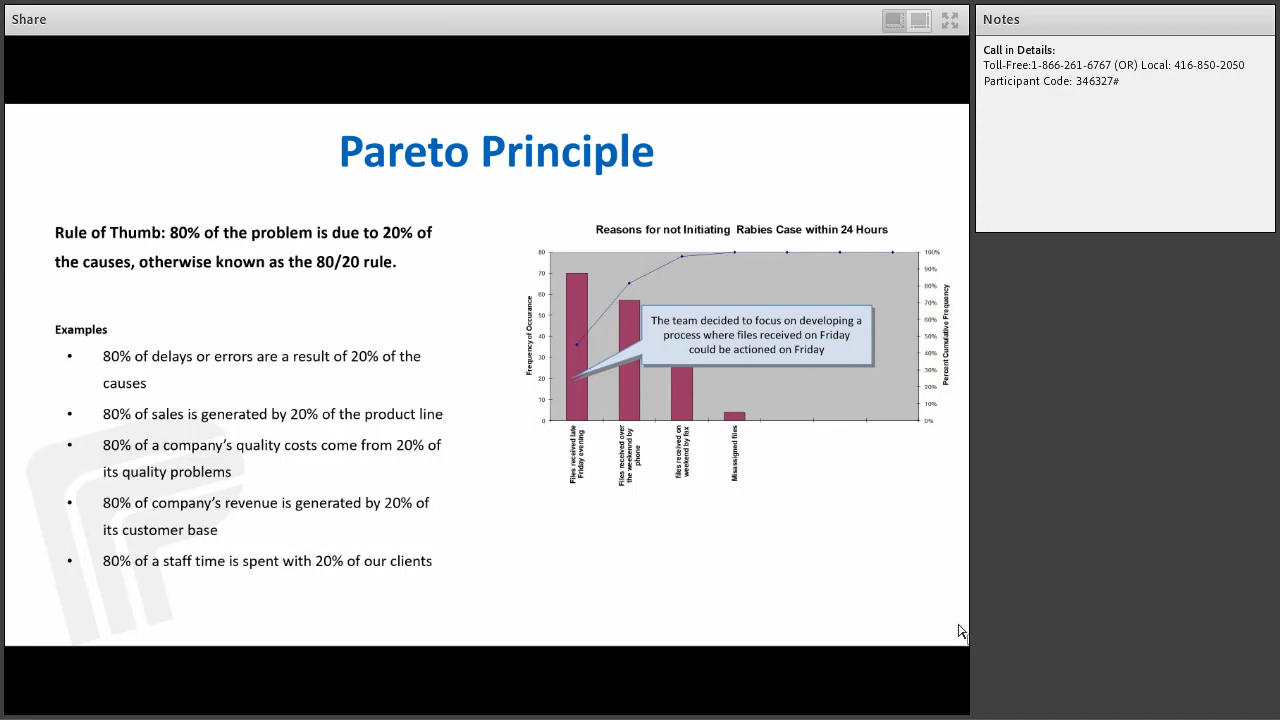 Share
Notes
Call in Details:
Toll-Free:1-866-261-6767 (OR) Local: 416-850-2050
Participant Code: 346327#
Pareto Principle
Rule of Thumb: 80% of the problem is due to 20% of
the causes, otherwise known as the 80/20 rule.
Examples
• 80% of delays or errors are a result of 20% of the
causes
• 80% of sales is generated by 20% of the product line
• 80% of a company's quality costs come from 20% of
its quality problems
• 80% of company's revenue is generated by 20% of
its customer base
• 80% of a staff time is spent with 20% of our clients
Reasons for not Initiating Rabies Case within 24 Hours
Frequency of Occurance
80
70
60
50
40
30
20
10
0
The team decided to focus on developing a
process where files received on Friday
could be actioned on Friday
100%
90%
80%
70%
60%
50%
40%
30%
20%
10%
0%
Percent Cumulative Frequency
Files received late
Friday evening
Files received over
the weekennd by
phone
files received on
weekend by fax
Misassigned files